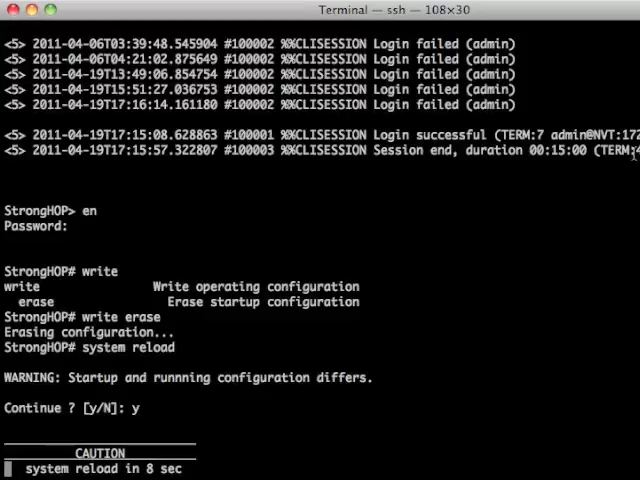 Terminal — ssh — 108×30
<5> 2011-04-06T03:39:48.545904 #100002 %%CLISESSION Login failed (admin)
<5> 2011-04-06T04:21:02.875649 #100002 %%CLISESSION Login failed (admin)
<5> 2011-04-19T13:49:06.854754 #100002 %%CLISESSION Login failed (admin)
<5> 2011-04-19T15:51:27.036753 #100002 %%CLISESSION Login failed (admin)
<5> 2011-04-19T17:16:14.161180 #100002 %%CLISESSION Login failed (admin)
<5> 2011-04-19T17:15:08.628863 #100001 %%CLISESSION Login successful (TERM:7 admin@NVT:172
<5> 2011-04-19T17:15:57.322807 #100003 %%CLISESSION Session end, duration 00:15:00 (TERM:4
StrongHOP> en
Password:
StrongHOP# write
write Write operating configuration
erase Erase startup configuration
StrongHOP# write erase
Erasing configuration...
StrongHOP# system reload
WARNING: Startup and runnning configuration differs.
Continue ? [y/N]: y
CAUTION
system reload in 8 sec